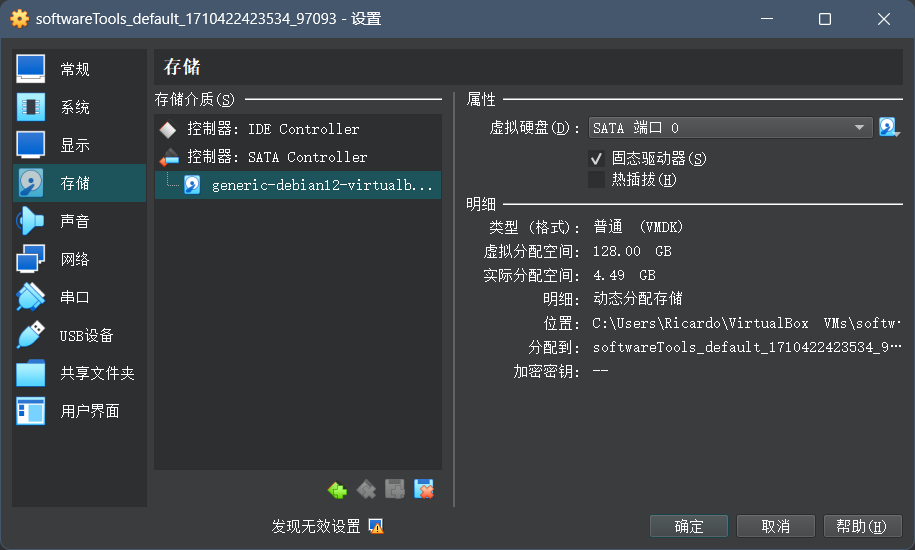 softwareTools_default_1710422423534_97093 - 设置
常规
系统
显示
存储
声音
网络
串口
USB设备
共享文件夹
用户界面
存储
存储介质(S)
控制器: IDE Controller
控制器: SATA Controller
generic-debian12-virtualb...
属性
虚拟硬盘(D): SATA 端口 0
固态驱动器(S)
热插拔(H)
明细
类型 (格式): 普通 (VMDK)
虚拟分配空间: 128.00 GB
实际分配空间: 4.49 GB
明细: 动态分配存储
位置: C:\Users\Ricardo\VirtualBox VMs\softw…
分配到: softwareTools_default_1710422423534_9…
加密密钥: --
发现无效设置
确定
取消
帮助(H)